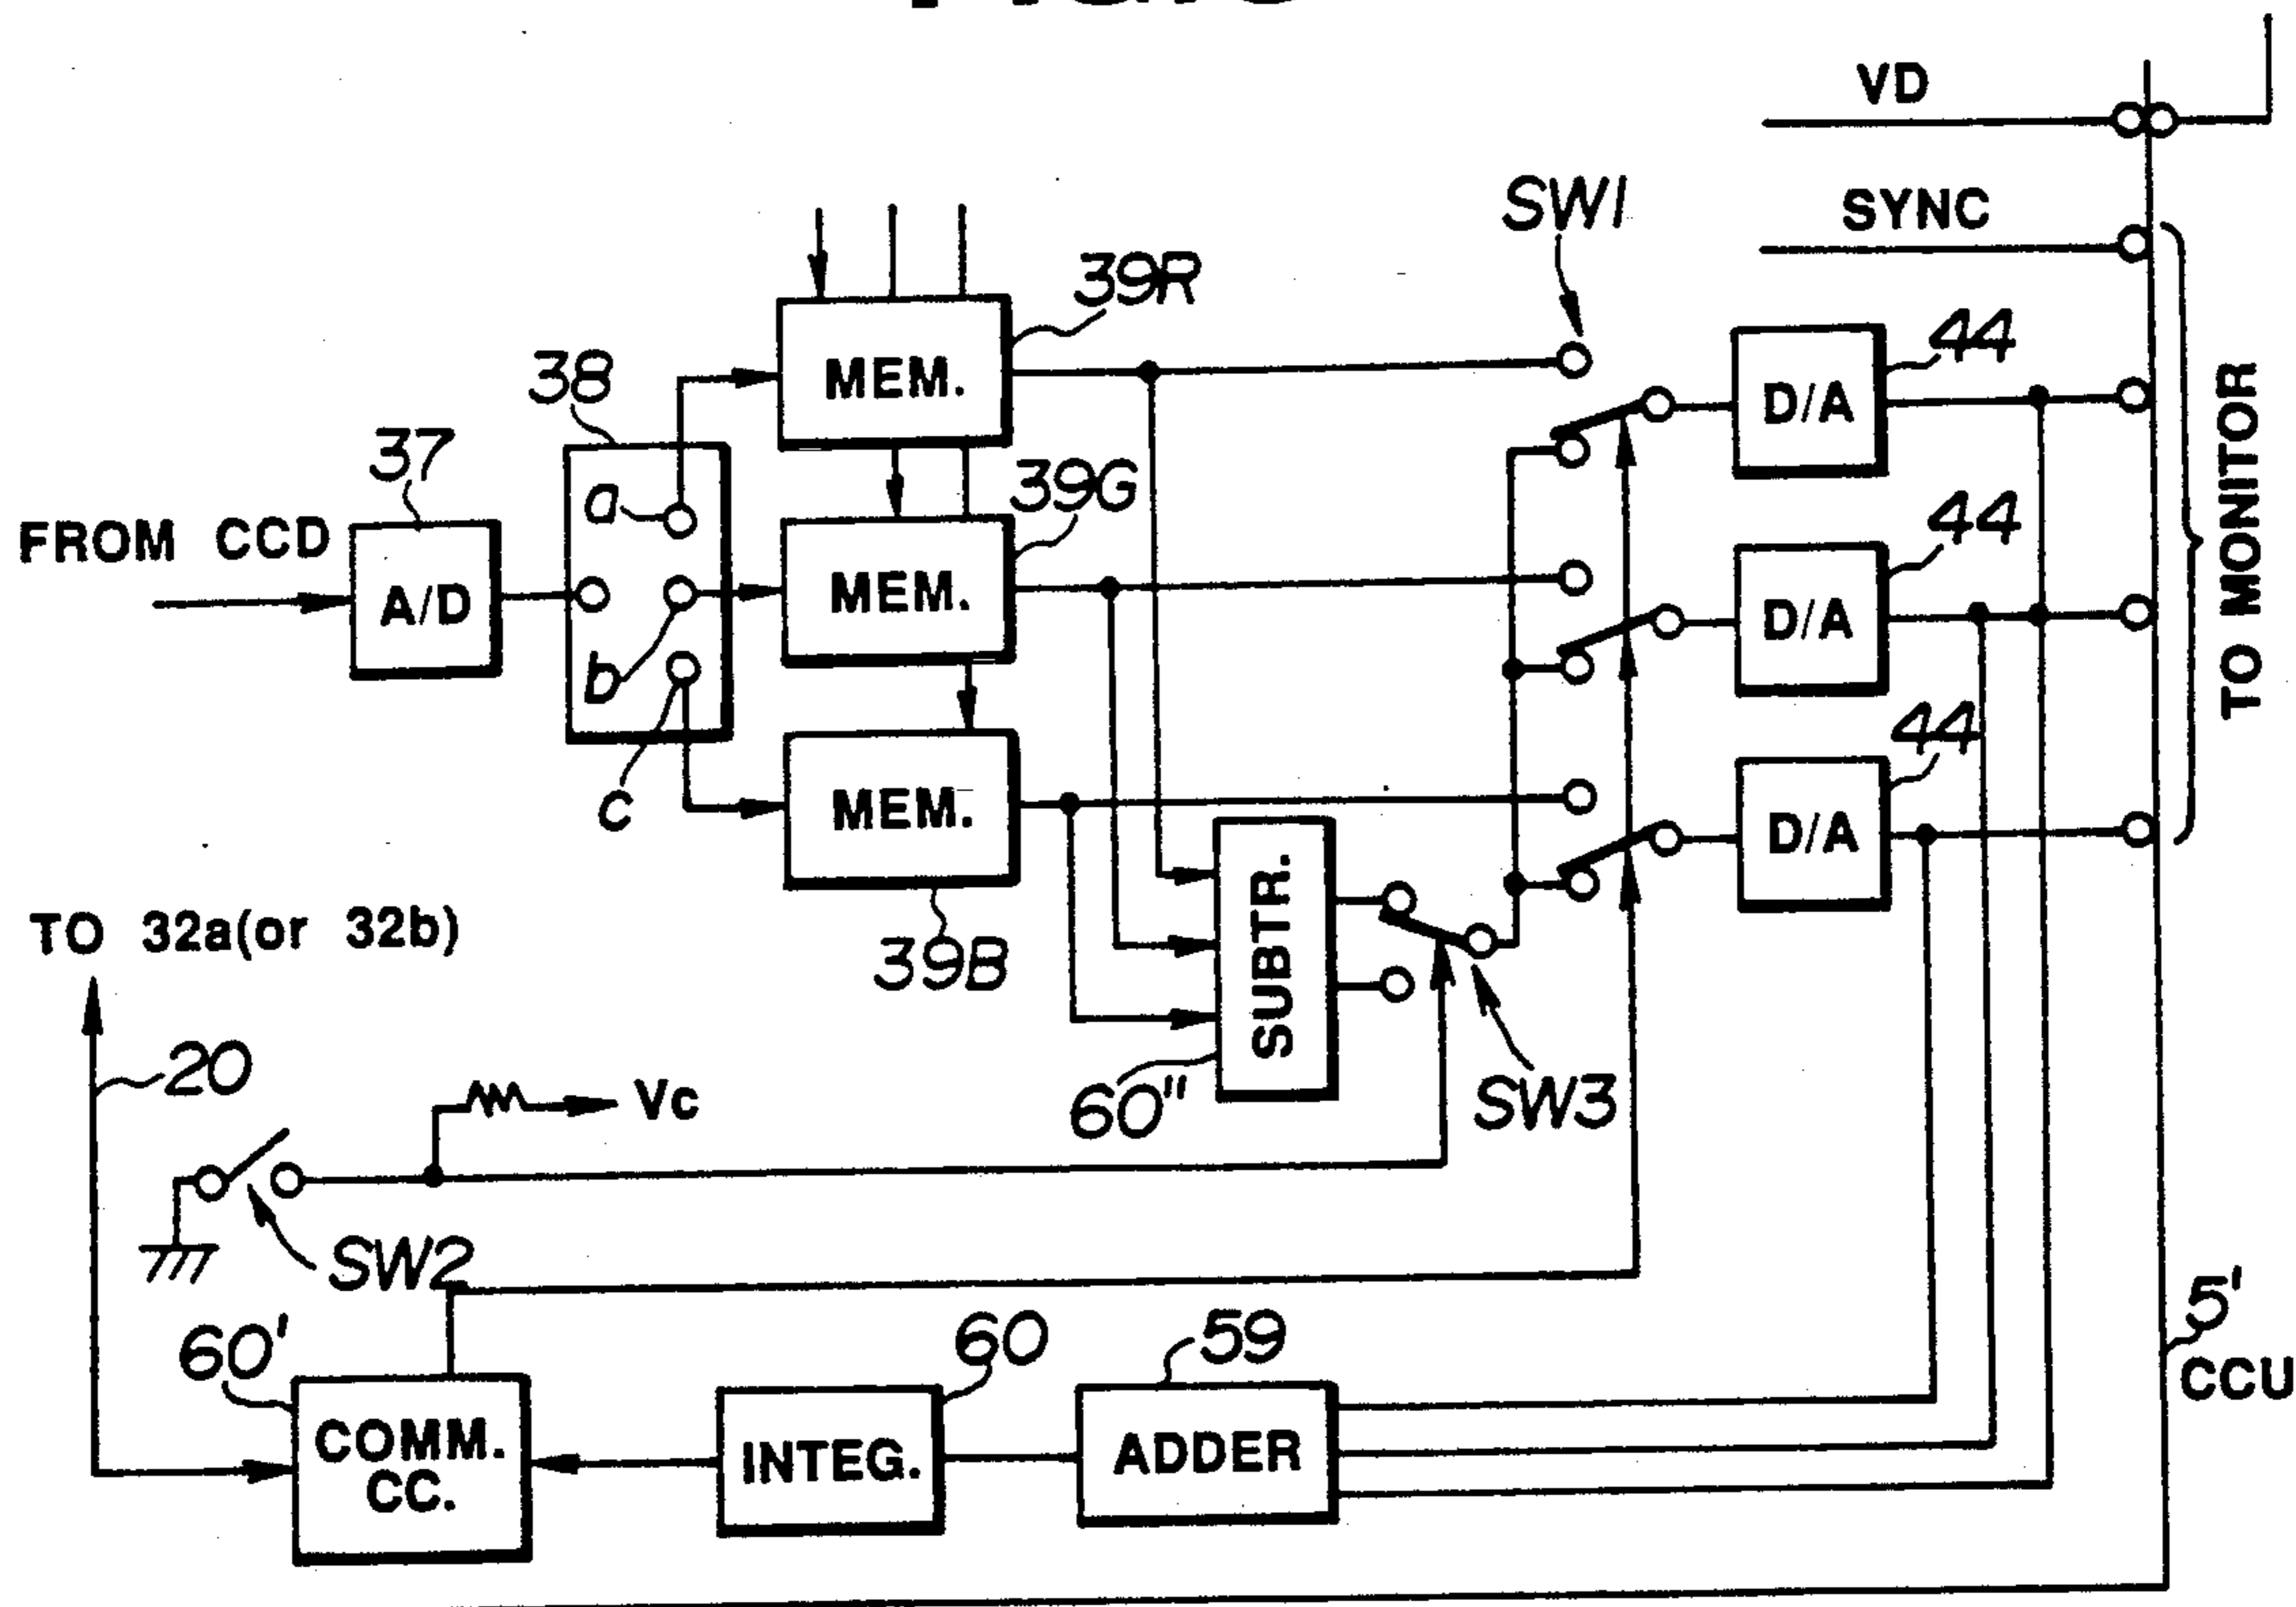 VD
SYNC
SW1
39R
44
38
MEM.
D/A
37
39G
44
a
FROM CCD
A/D
MEM.
D/A
TO MONITOR
b
44
c
MEM.
D/A
TO 32a(or 32b)
39B
SUBTR.
20
Vc
60"
SW3
SW2
5'
60'
60
59
CCU
COMM.
CC.
INTEG.
ADDER